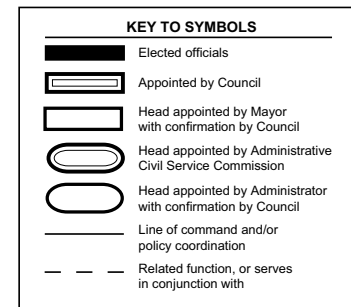 KEY TO SYMBOLS
Elected officials
Appointed by Council
Head appointed by Mayor
with confirmation by Council
Head appointed by Administrative
Civil Service Commission
Head appointed by Administrator
with confirmation by Council
Line of command and/or
policy coordination
Related function, or serves
in conjunction with